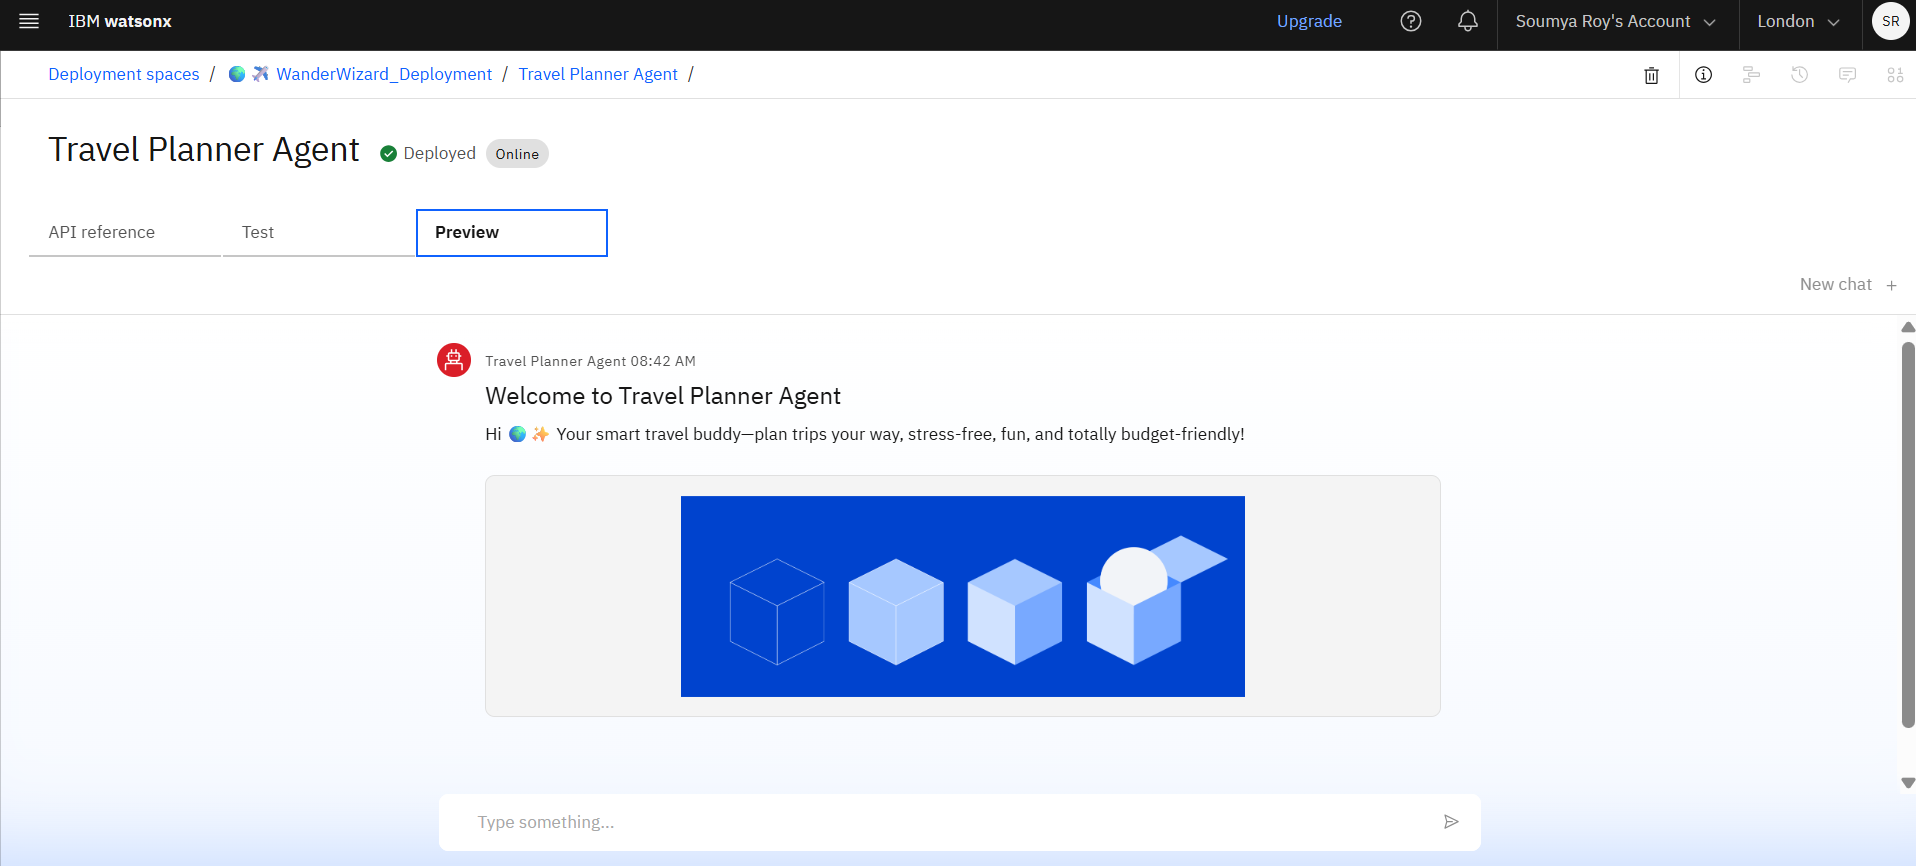 IBM watsonx Upgrade Soumya Roy's Account London SR
Deployment spaces / 🌍 ✈️ WanderWizard_Deployment / Travel Planner Agent /
Travel Planner Agent Deployed Online
API reference Test Preview
New chat +
Travel Planner Agent 08:42 AM
Welcome to Travel Planner Agent
Hi 🌍 ✨ Your smart travel buddy—plan trips your way, stress-free, fun, and totally budget-friendly!
Type something...